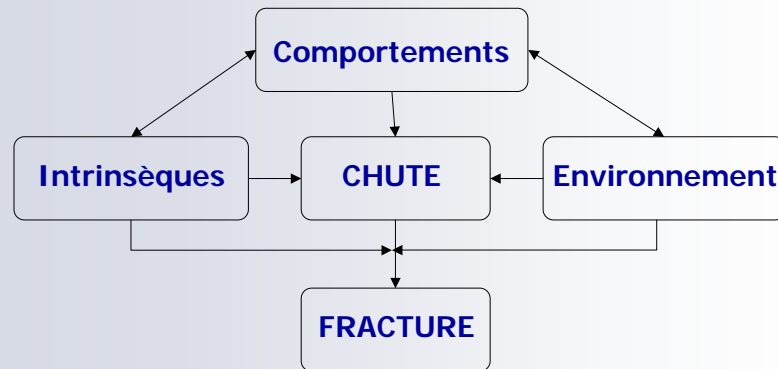 Comportements
Intrinsèques
CHUTE
Environnement
FRACTURE